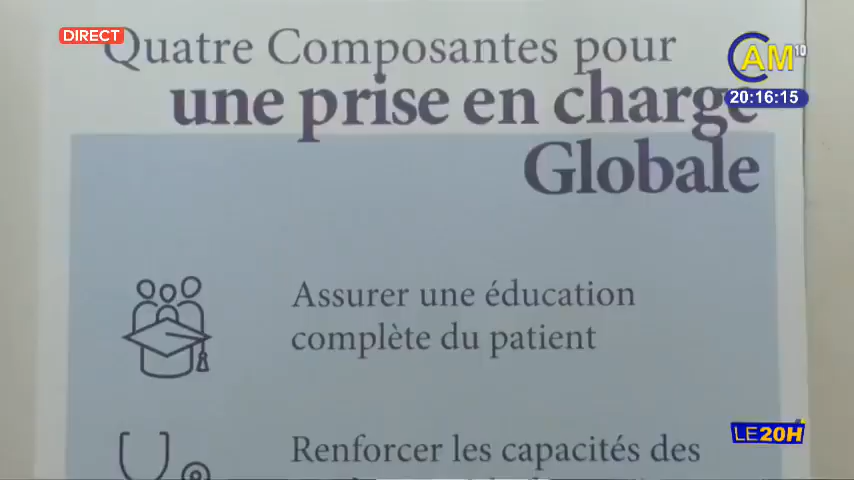 DIRECT
Quatre Composantes pour
une prise en charge
Globale
CAM10
20:16:15
Assurer une éducation
complète du patient
Renforcer les capacités des
LE20H